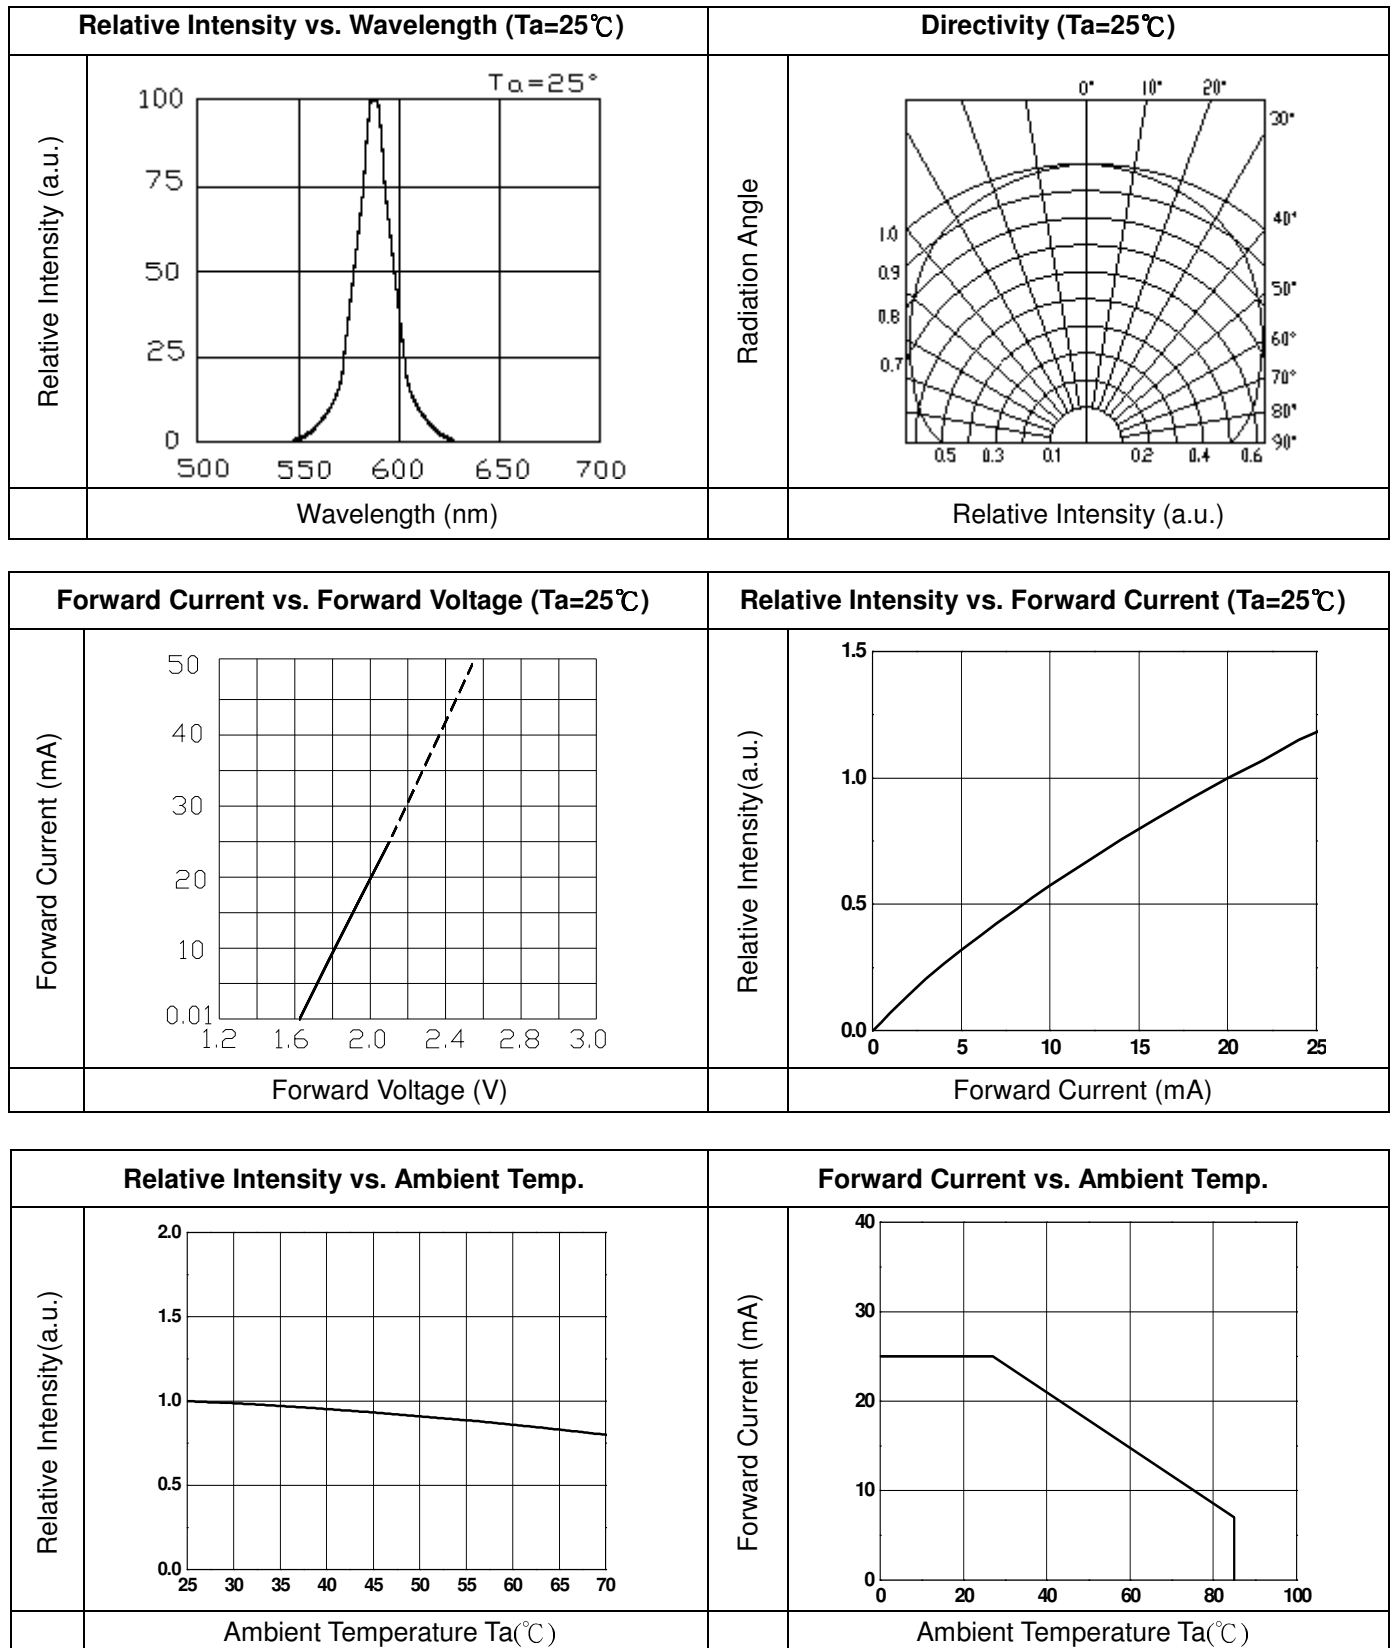 Relative Intensity vs. Wavelength (Ta=25℃)
Directivity (Ta=25℃)
Relative Intensity (a.u.)
Ta=25°
100
75
50
25
0
500 550 600 650 700
Wavelength (nm)
Radiation Angle
0° 10° 20°
30°
40°
50°
60°
70°
80°
90°
1.0
0.9
0.8
0.7
0.5 0.3 0.1 0.2 0.4 0.6
Relative Intensity (a.u.)
Forward Current vs. Forward Voltage (Ta=25℃)
Relative Intensity vs. Forward Current (Ta=25℃)
Forward Current (mA)
50
40
30
20
10
0.01
1.2 1.6 2.0 2.4 2.8 3.0
Forward Voltage (V)
Relative Intensity(a.u.)
1.5
1.0
0.5
0.0
0 5 10 15 20 25
Forward Current (mA)
Relative Intensity vs. Ambient Temp.
Forward Current vs. Ambient Temp.
Relative Intensity(a.u.)
2.0
1.5
1.0
0.5
0.0
25 30 35 40 45 50 55 60 65 70
Ambient Temperature Ta(℃)
Forward Current (mA)
40
30
20
10
0
0 20 40 60 80 100
Ambient Temperature Ta(℃)